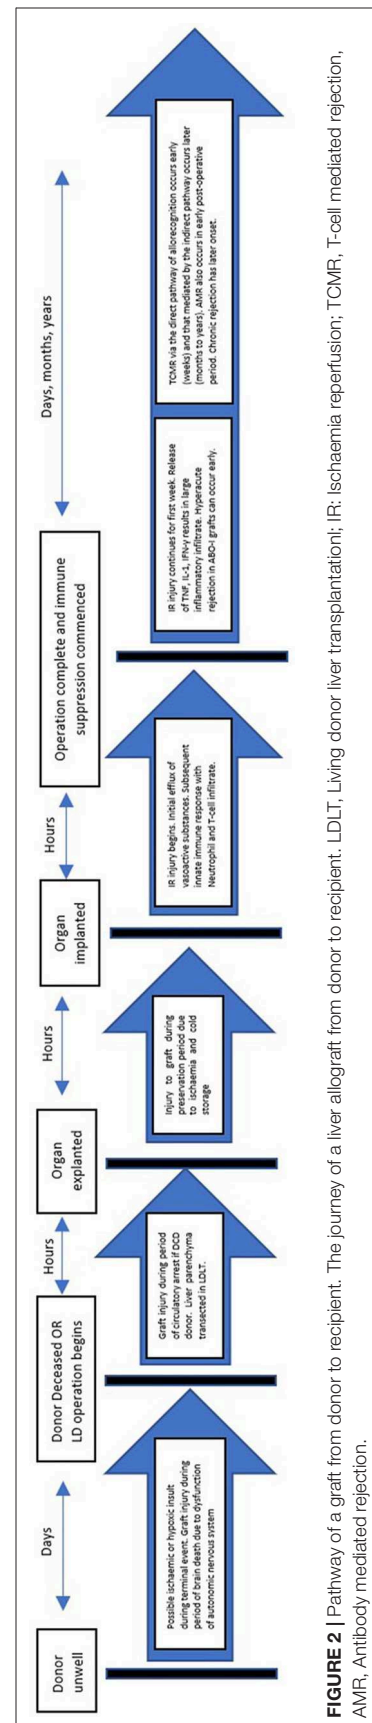 Donor
unwell
Days
Donor Deceased OR
LD operation begins
Hours
Organ
explanted
Hours
Organ
implanted
Hours
Operation complete and immune
suppression commenced
Days, months, years
Possible ischaemic or hypoxic insult
during terminal event. Graft injury during
period of brain death due to dysfunction
of autonomic nervous system
Graft injury during period
of circulatory arrest if DCD
donor. Liver parenchyma
transected in LDLT.
Injury to graft during
preservation period due
to ischaemia and cold
storage
IR injury begins. Initial efflux of
vasoactive substances. Subsequent
innate immune response with
Neutrophil and T-cell infiltrate.
IR injury continues for first week. Release
of TNF, IL-1, IFN-γ results in large
inflammatory infiltrate. Hyperacute
rejection in ABO-I grafts can occur early.
TCMR via the direct pathway of allorecognition occurs early
(weeks) and that mediated by the indirect pathway occurs later
(months to years). AMR also occurs in early post-operative
period. Chronic rejection has later onset.
FIGURE 2 | Pathway of a graft from donor to recipient. The journey of a liver allograft from donor to recipient. LDLT, Living donor liver transplantationl; IR: Ischaemia reperfusion; TCMR, T-cell mediated rejection,
AMR, Antibody mediated rejection.